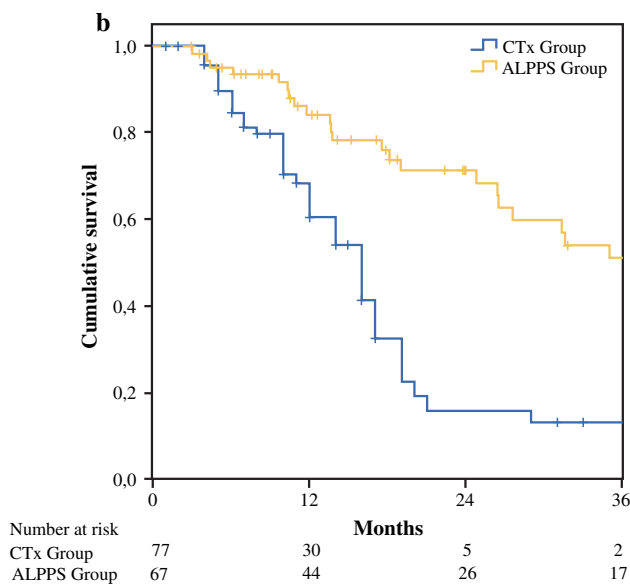 b
1,0
0,8
0,6
0,4
0,2
0,0
Cumulative survival
CTx Group
ALPPS Group
0 12 24 36
Months
Number at risk
CTx Group 77 30 5 2
ALPPS Group 67 44 26 17